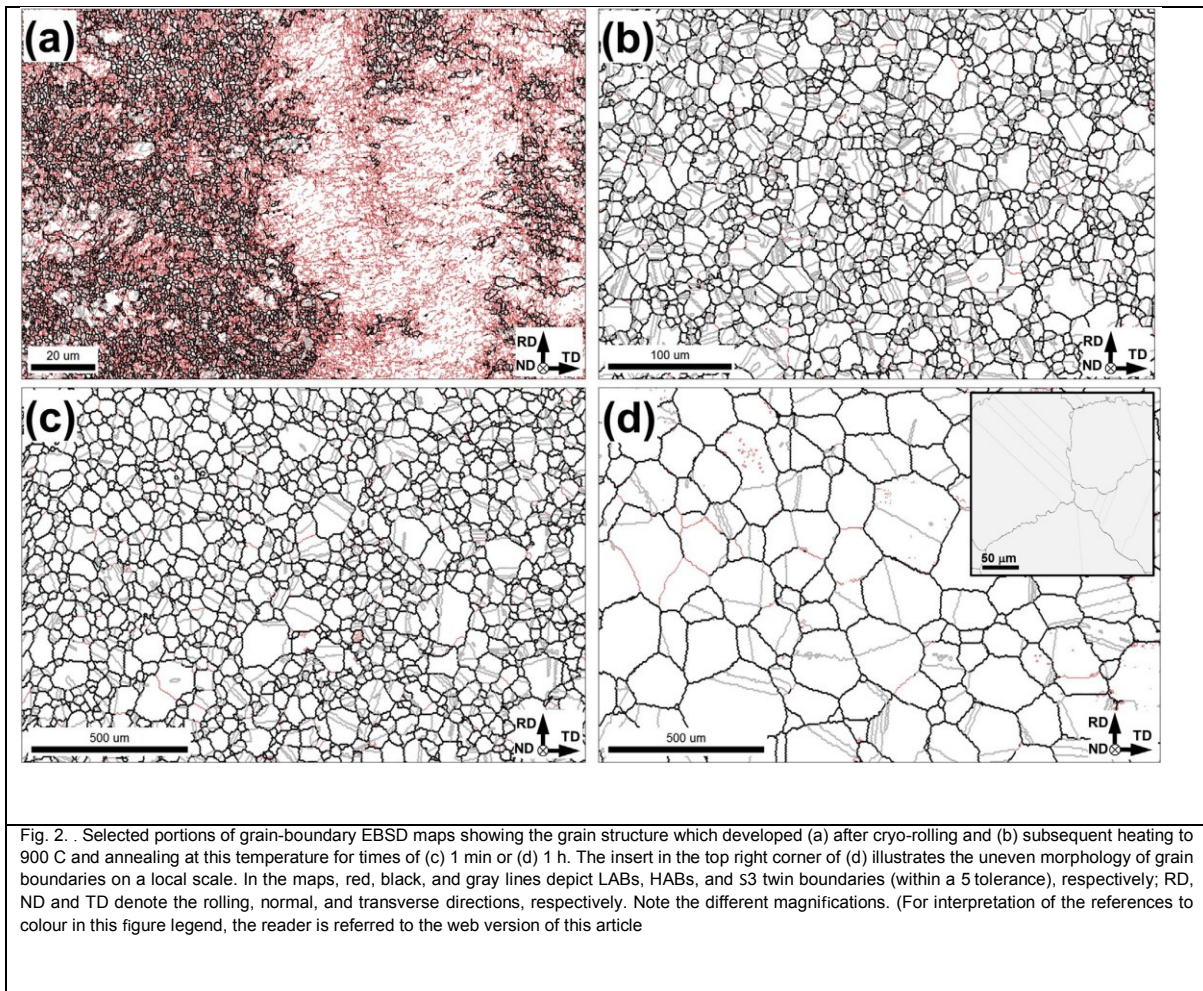 (a)
20 um
RD
ND
TD
(b)
100 um
RD
ND
TD
(c)
500 um
RD
ND
TD
(d)
50 μm
500 um
RD
ND
TD
Fig. 2. . Selected portions of grain-boundary EBSD maps showing the grain structure which developed (a) after cryo-rolling and (b) subsequent heating to
900 C and annealing at this temperature for times of (c) 1 min or (d) 1 h. The insert in the top right corner of (d) illustrates the uneven morphology of grain
boundaries on a local scale. In the maps, red, black, and gray lines depict LABs, HABs, and S3 twin boundaries (within a 5 tolerance), respectively; RD,
ND and TD denote the rolling, normal, and transverse directions, respectively. Note the different magnifications. (For interpretation of the references to
colour in this figure legend, the reader is referred to the web version of this article